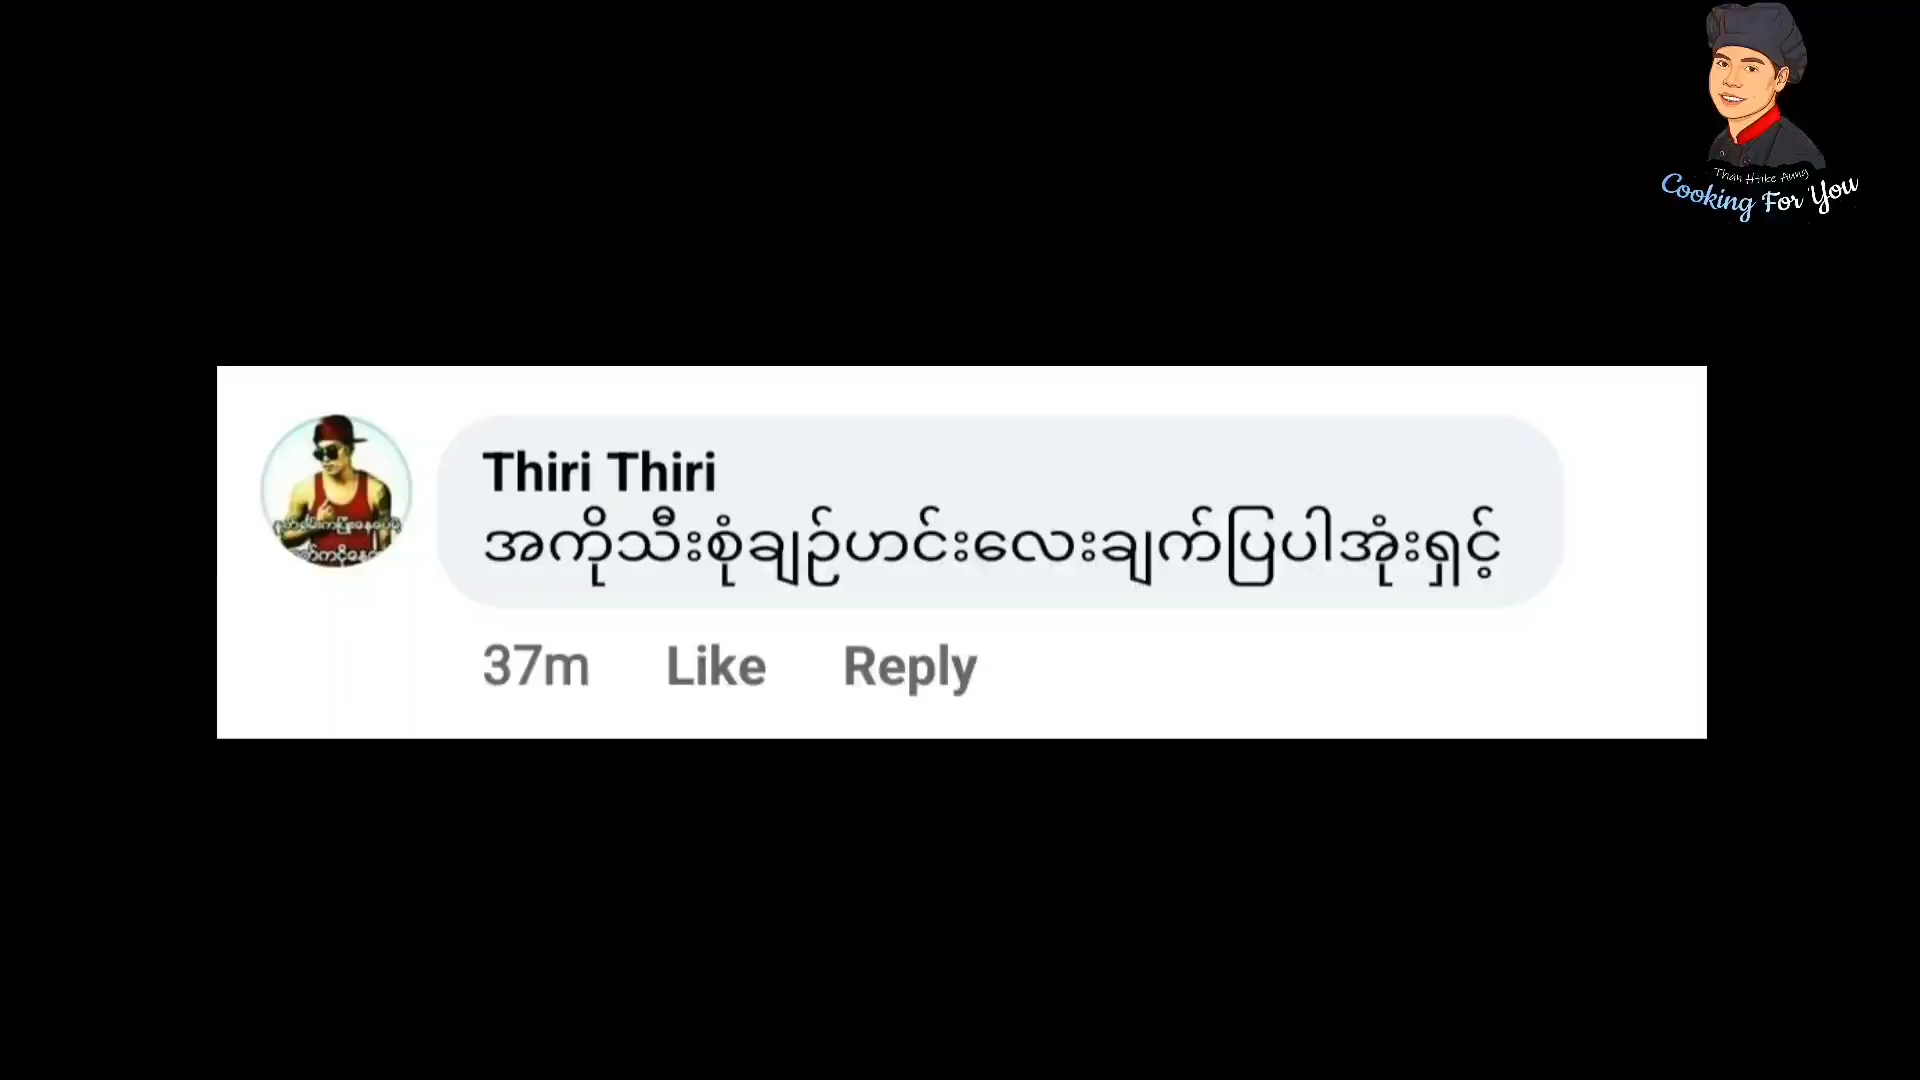 Than Htike Aung
Cooking For You
Thiri Thiri
အကိုသီးစုံချဉ်ဟင်းလေးချက်ပြပါအုံးရှင့်
37m Like Reply